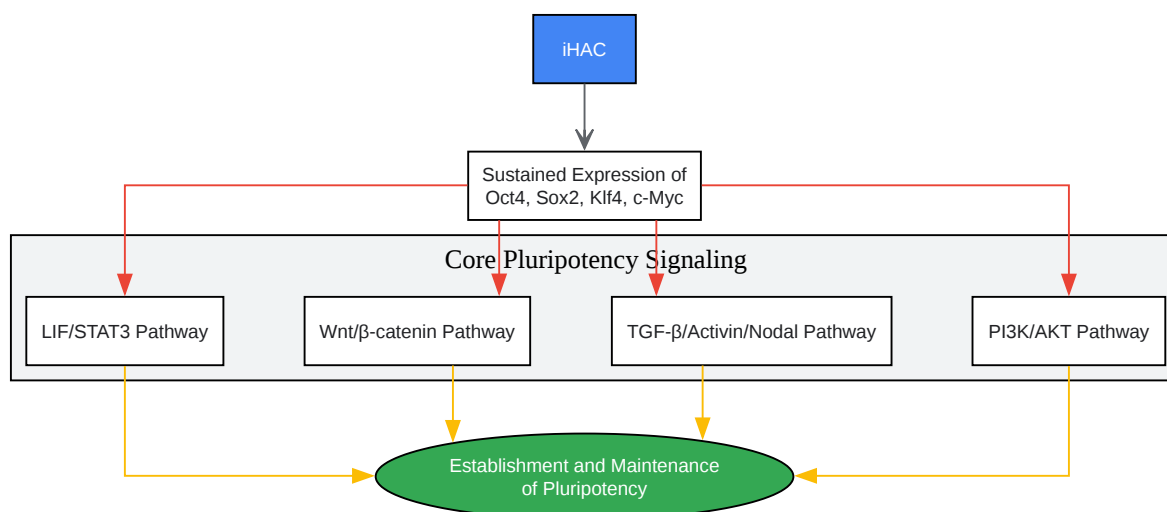 iHAC
Sustained Expression of
Oct4, Sox2, Klf4, c-Myc
Core Pluripotency Signaling
LIF/STAT3 Pathway
Wnt/β-catenin Pathway
TGF-β/Activin/Nodal Pathway
PI3K/AKT Pathway
Establishment and Maintenance
of Pluripotency